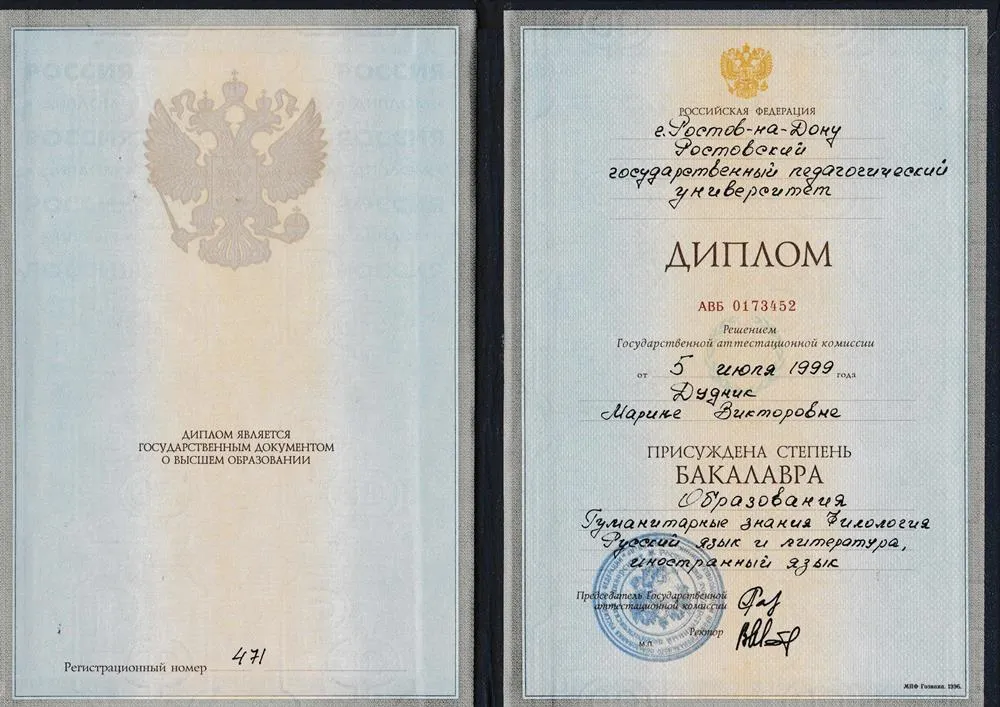 РОССИЯ РОССИЯ
ДИПЛОМ ЯВЛЯЕТСЯ
ГОСУДАРСТВЕННЫМ ДОКУМЕНТОМ
О ВЫСШЕМ ОБРАЗОВАНИИ
Регистрационный номер 471
РОССИЙСКАЯ ФЕДЕРАЦИЯ
г. Ростов-на-Дону
Ростовский
государственный педагогический
университет
ДИПЛОМ
АВБ 0173452
Решением
Государственной аттестационной комиссии
от 5 июля 1999 года
Дудник
Марине Викторовне
ПРИСУЖДЕНА СТЕПЕНЬ
БАКАЛАВРА
Образования
Гуманитарные знания Филология
Русский язык и литература,
иностранный язык
Председатель Государственной
аттестационной комиссии
Ректор
М.П.
МПФ Гознака. 1996.